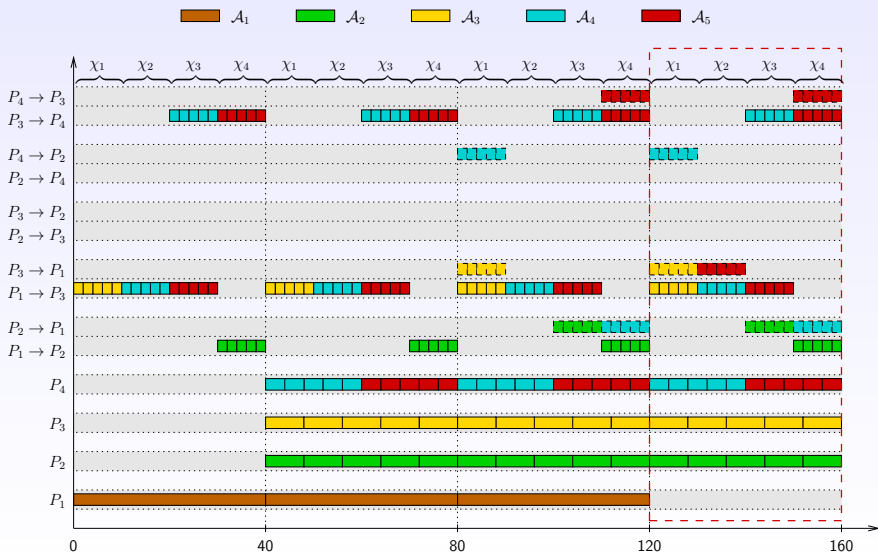 𝒜₁ 𝒜₂ 𝒜₃ 𝒜₄ 𝒜₅
χ₁ χ₂ χ₃ χ₄ χ₁ χ₂ χ₃ χ₄ χ₁ χ₂ χ₃ χ₄ χ₁ χ₂ χ₃ χ₄
P₄ → P₃
P₃ → P₄
P₄ → P₂
P₂ → P₄
P₃ → P₂
P₂ → P₃
P₃ → P₁
P₁ → P₃
P₂ → P₁
P₁ → P₂
P₄
P₃
P₂
P₁
0 40 80 120 160